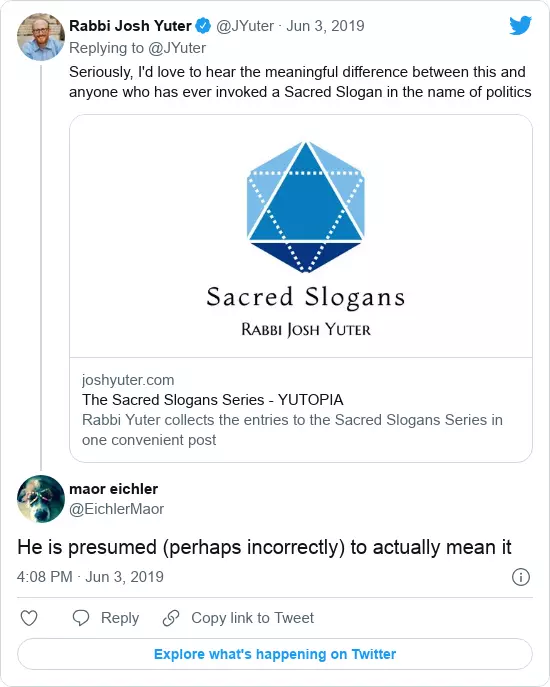 Rabbi Josh Yuter @JYuter · Jun 3, 2019
Replying to @JYuter
Seriously, I'd love to hear the meaningful difference between this and
anyone who has ever invoked a Sacred Slogan in the name of politics
Sacred Slogans
Rabbi Josh Yuter
joshyuter.com
The Sacred Slogans Series - YUTOPIA
Rabbi Yuter collects the entries to the Sacred Slogans Series in
one convenient post
maor eichler
@EichlerMaor
He is presumed (perhaps incorrectly) to actually mean it
4:08 PM · Jun 3, 2019
Reply Copy link to Tweet
Explore what's happening on Twitter